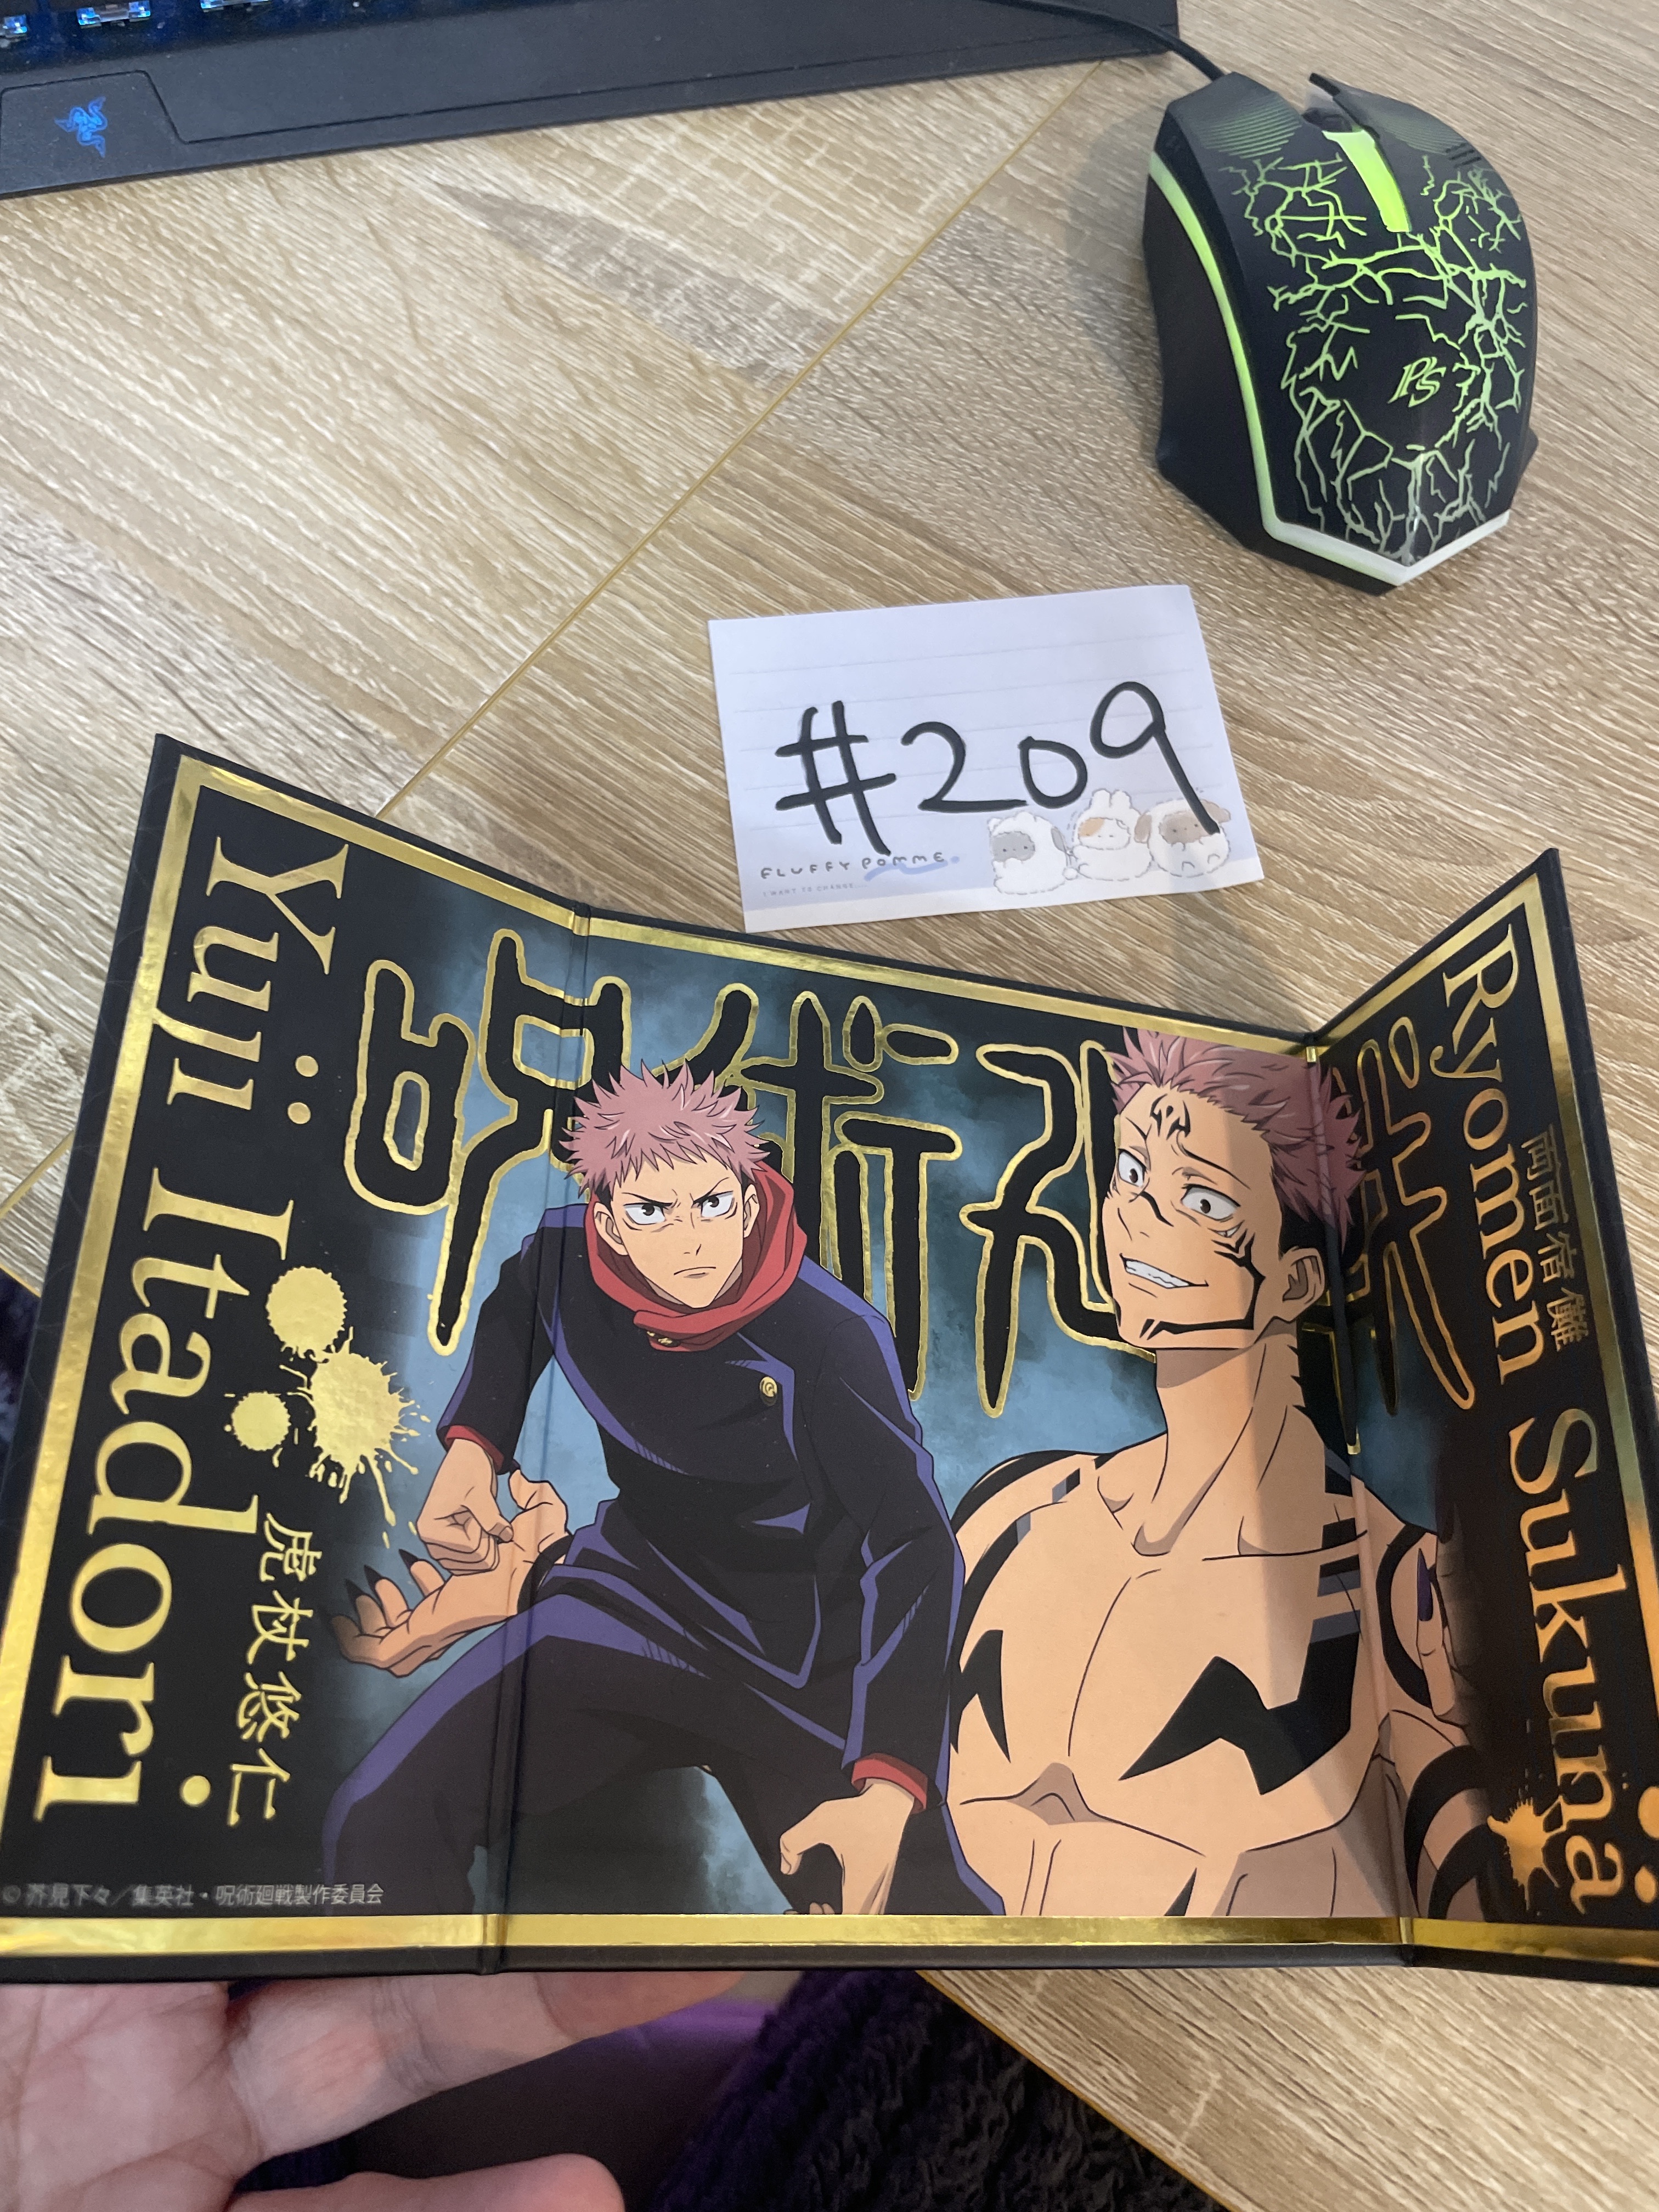 PS
#209
FLUFFY POMME.
I WANT TO CHANGE...
Yuji Itadori
虎杖悠仁
呪術廻戦
Ryomen Sukuna
両面宿儺
© 芥見下々／集英社・呪術廻戦製作委員会